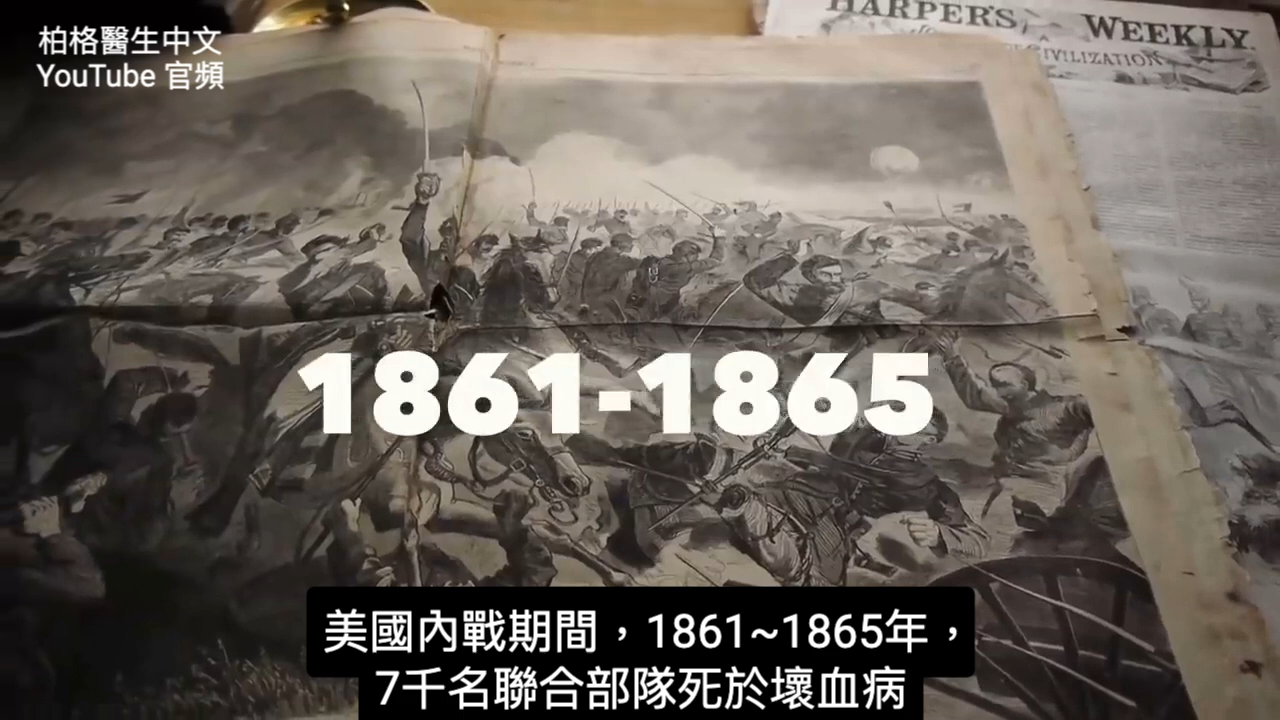 柏格醫生中文
YouTube 官頻
HARPER'S WEEKLY.
CIVILIZATION
1861-1865
美國內戰期間，1861~1865年，
7千名聯合部隊死於壞血病